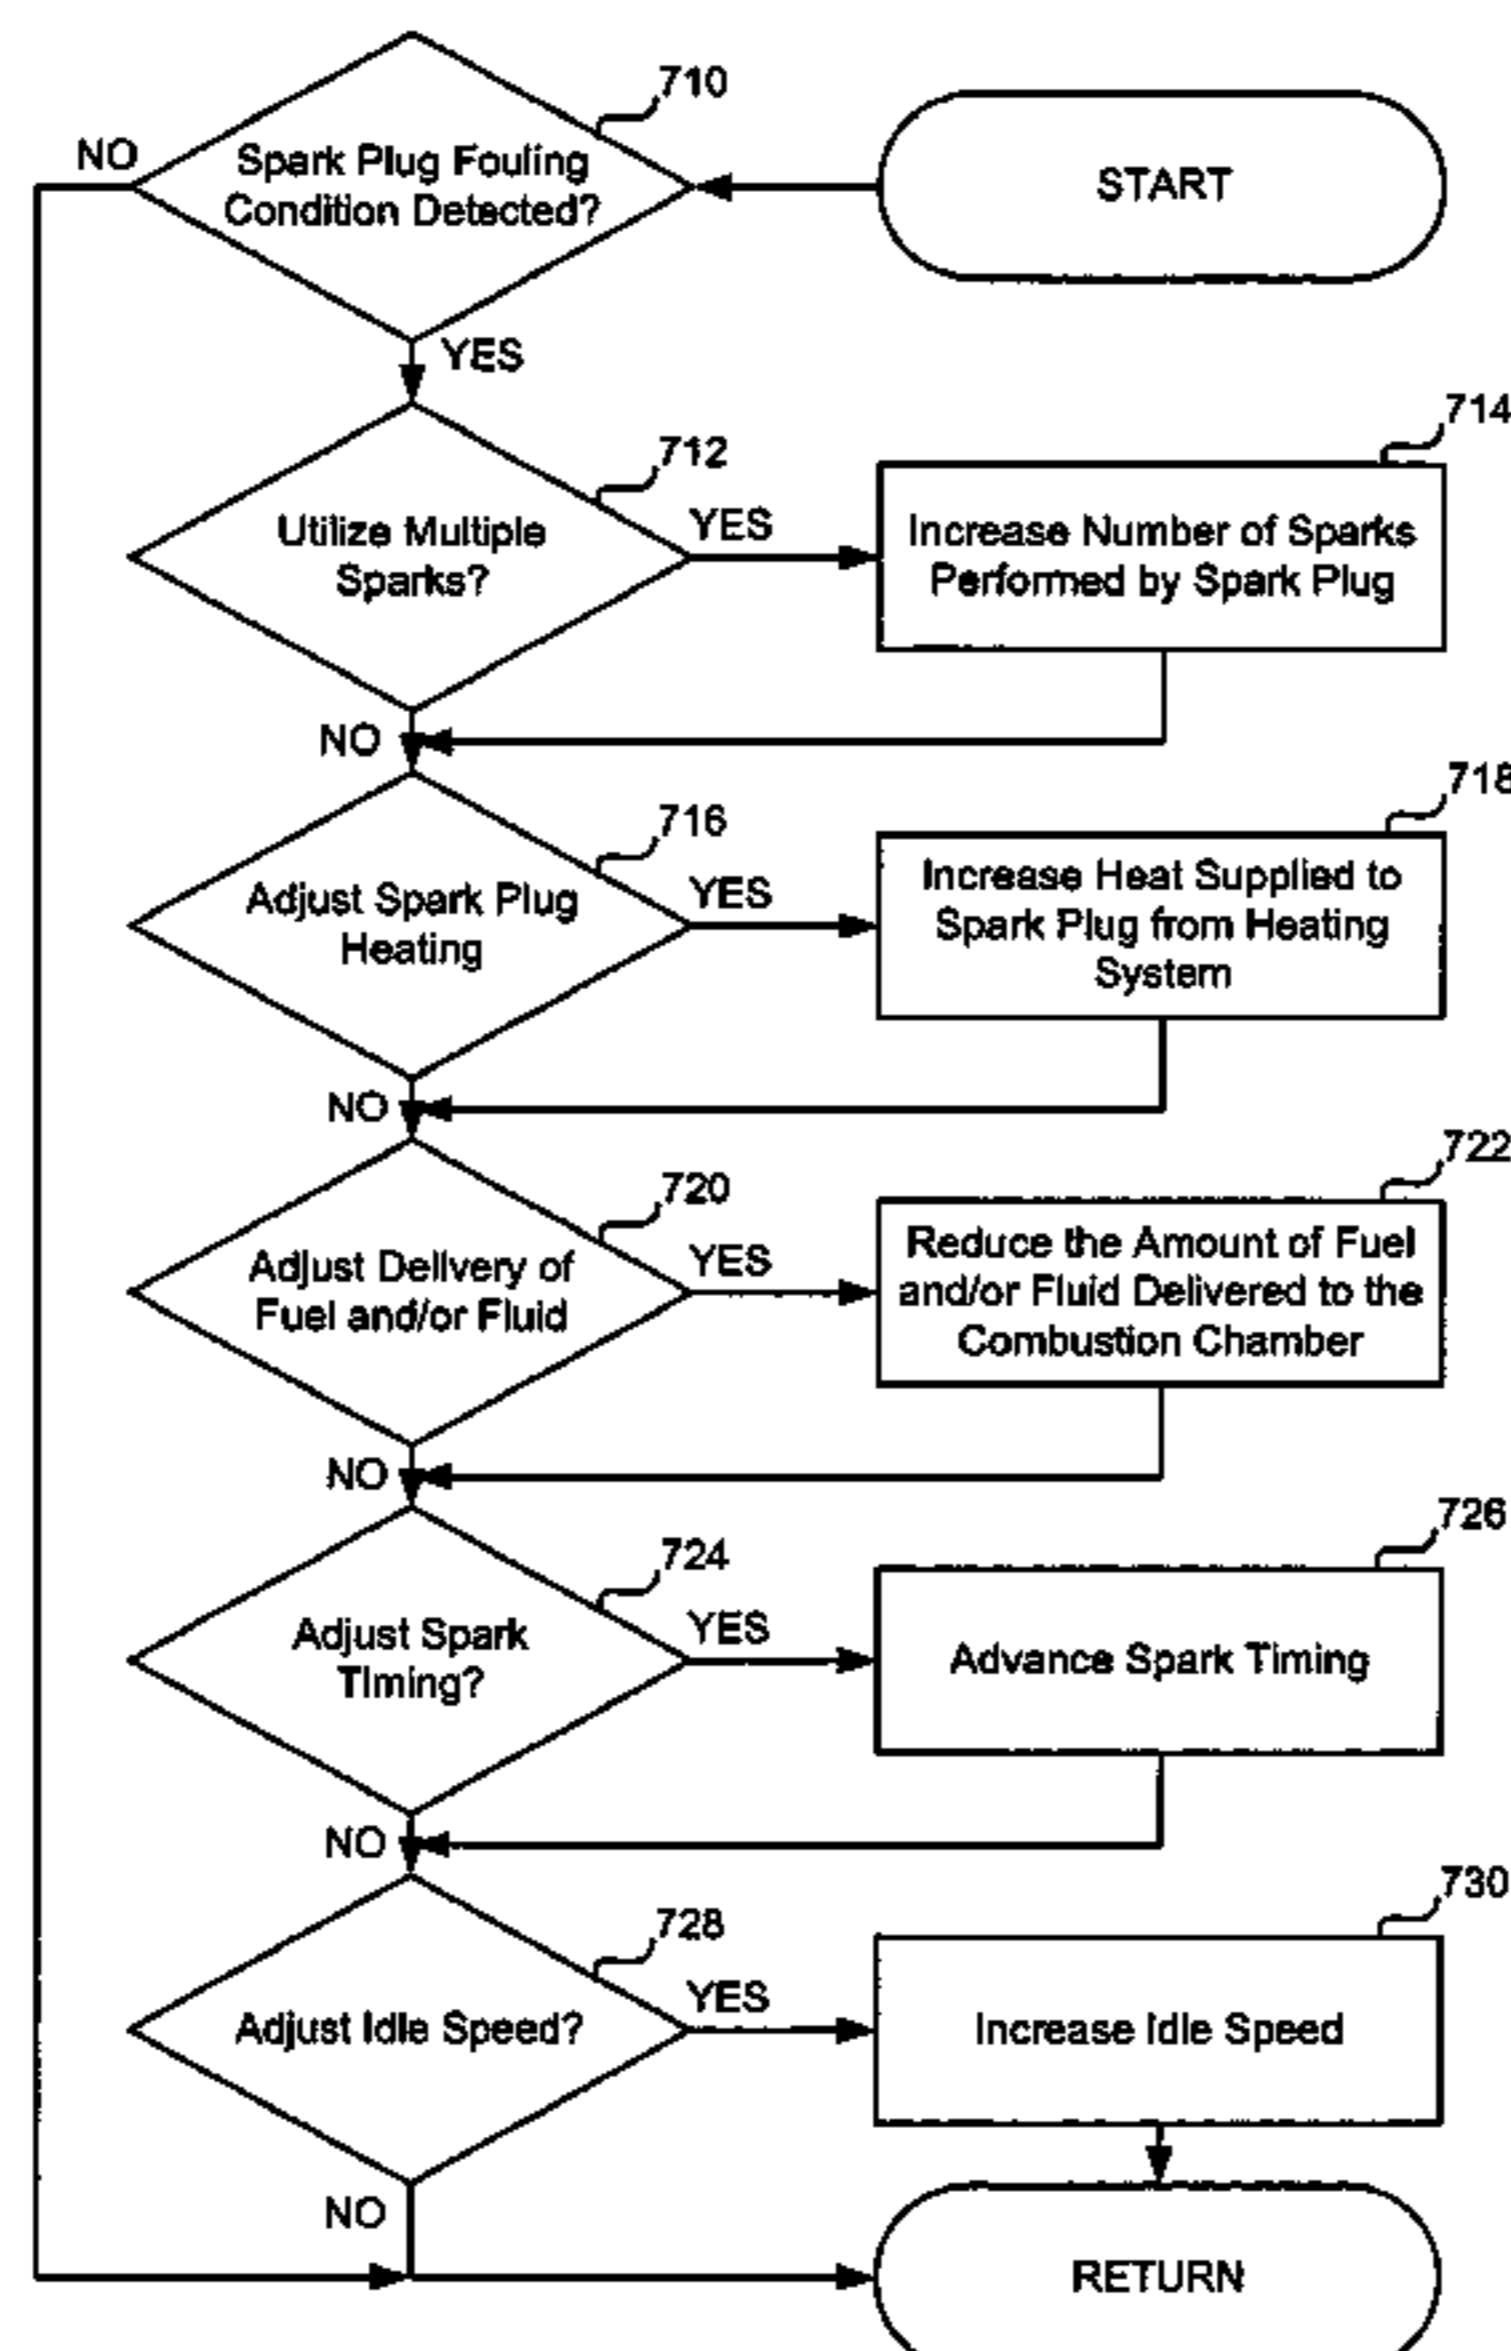 710
NO
Spark Plug Fouling
Condition Detected?
START
YES
712
714
Utilize Multiple
Sparks?
YES
Increase Number of Sparks
Performed by Spark Plug
NO
716
718
Adjust Spark Plug
Heating
YES
Increase Heat Supplied to
Spark Plug from Heating
System
NO
720
722
Adjust Delivery of
Fuel and/or Fluid
YES
Reduce the Amount of Fuel
and/or Fluid Delivered to the
Combustion Chamber
NO
724
726
Adjust Spark
Timing?
YES
Advance Spark Timing
NO
728
730
Adjust Idle Speed?
YES
Increase Idle Speed
NO
RETURN